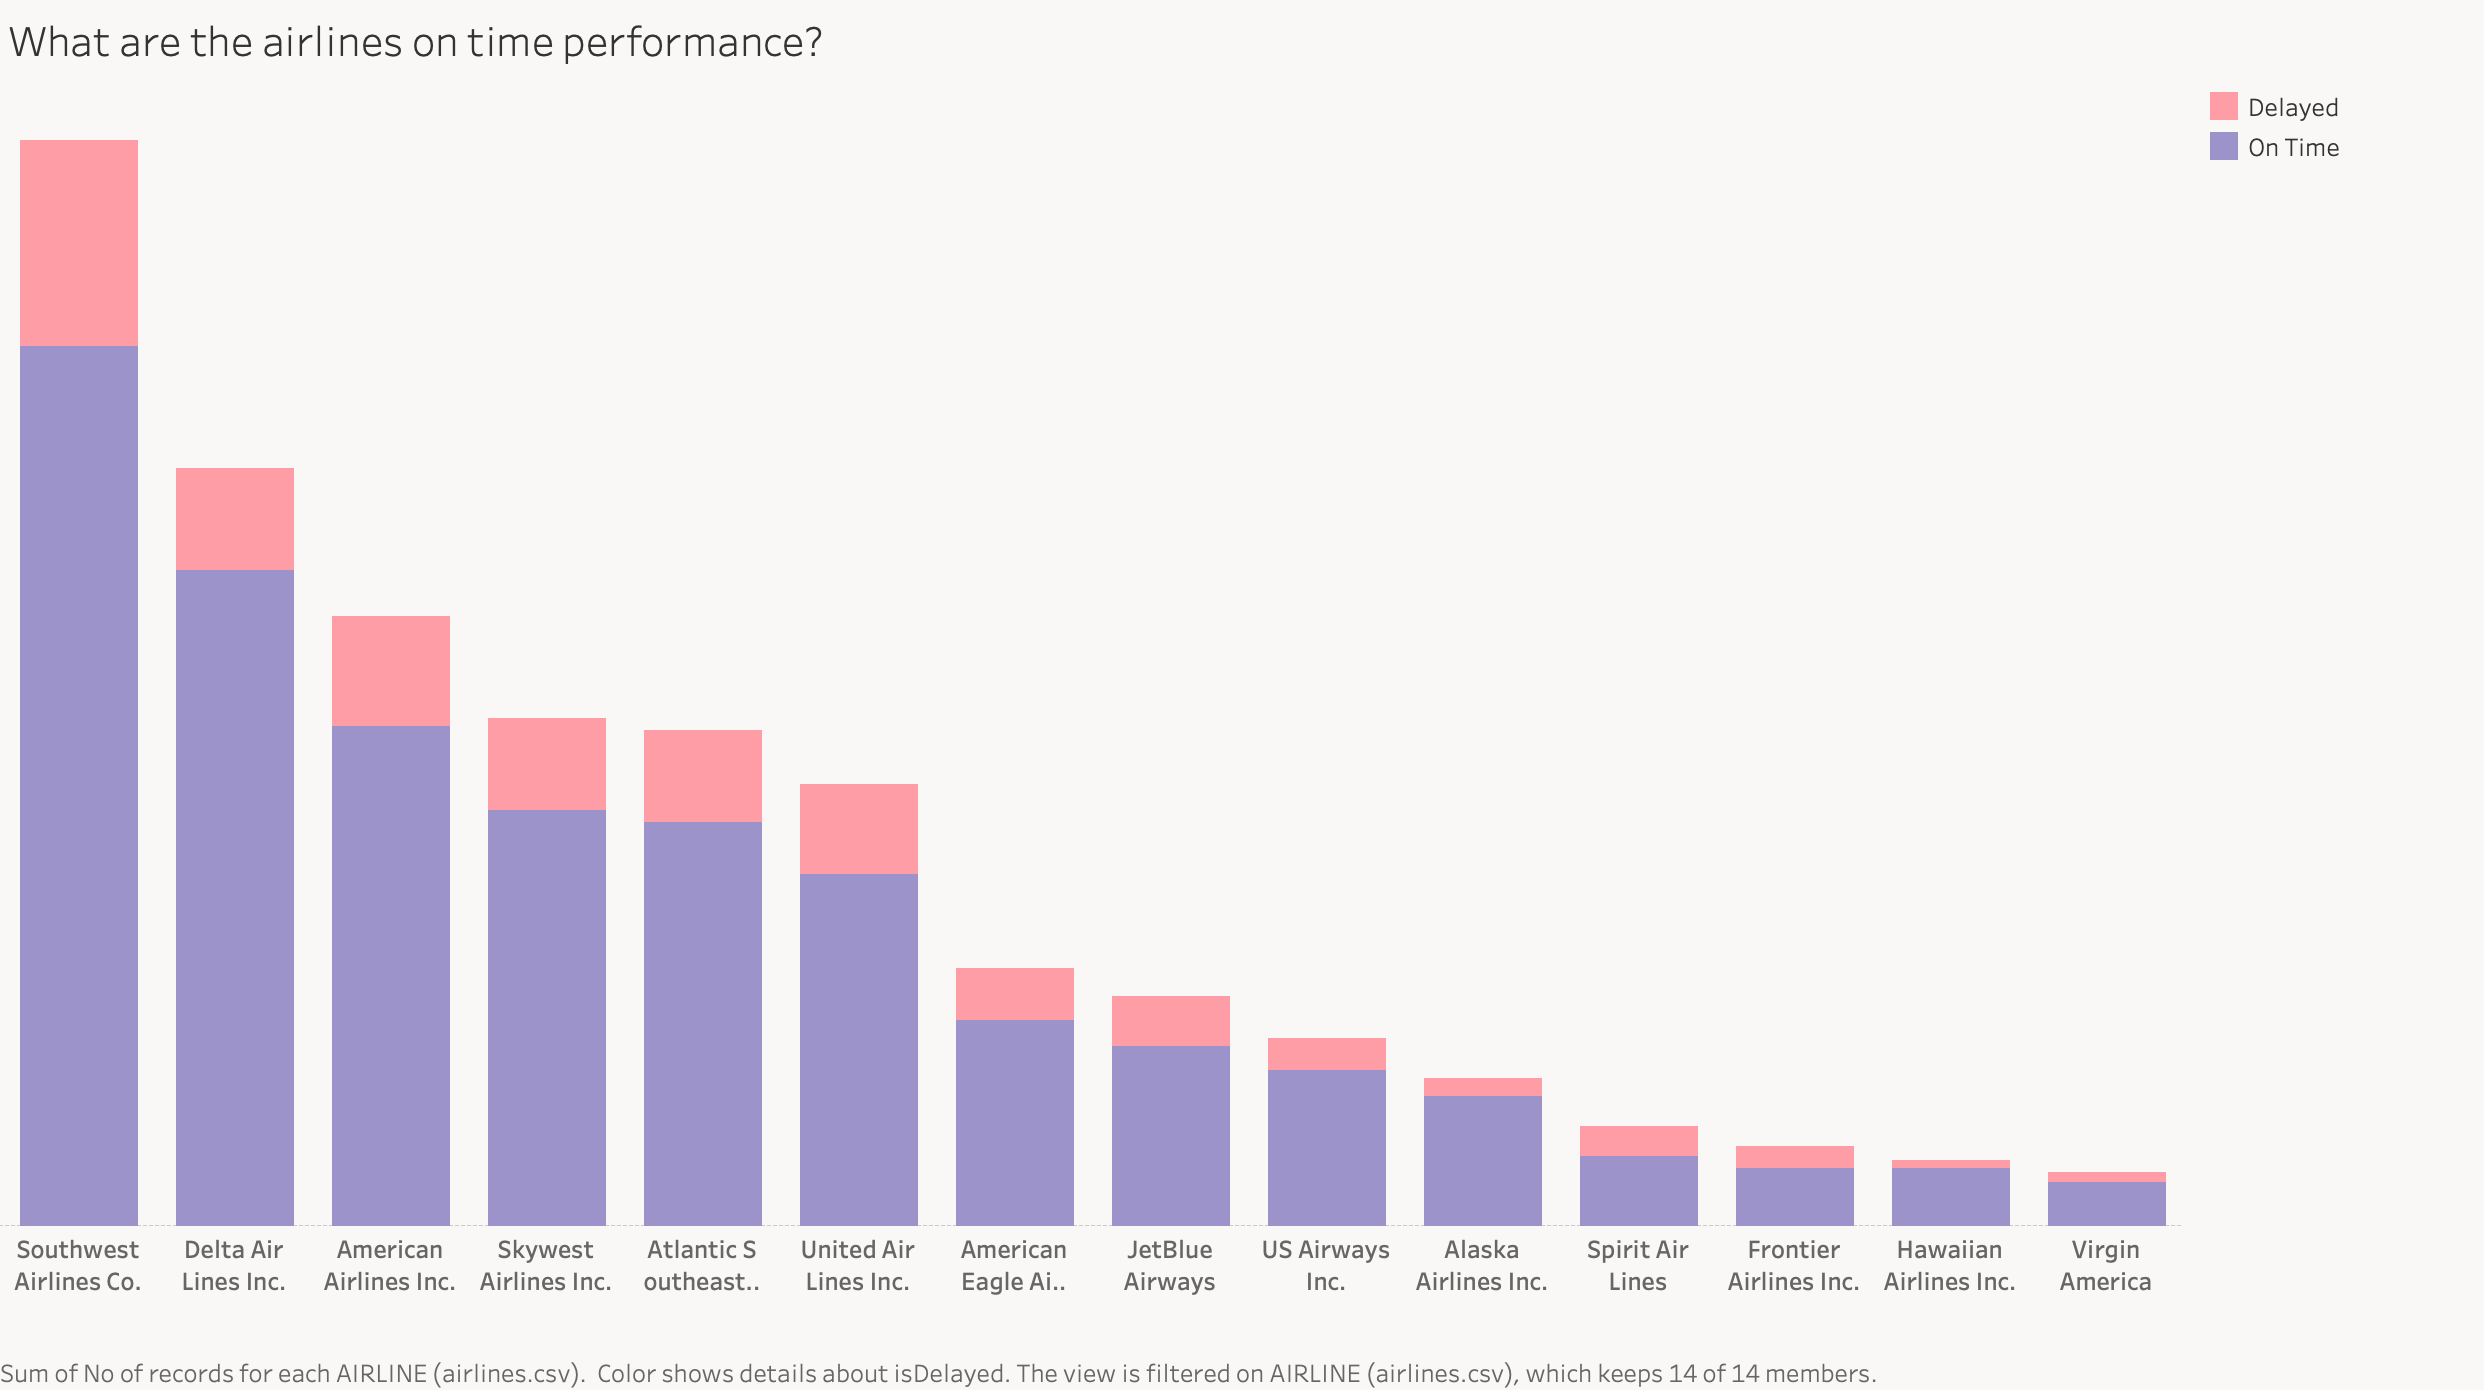 What are the airlines on time performance?
Delayed
On Time
Southwest
Airlines Co.
Delta Air
Lines Inc.
American
Airlines Inc.
Skywest
Airlines Inc.
Atlantic S
outheast..
United Air
Lines Inc.
American
Eagle Ai..
JetBlue
Airways
US Airways
Inc.
Alaska
Airlines Inc.
Spirit Air
Lines
Frontier
Airlines Inc.
Hawaiian
Airlines Inc.
Virgin
America
Sum of No of records for each AIRLINE (airlines.csv).  Color shows details about isDelayed. The view is filtered on AIRLINE (airlines.csv), which keeps 14 of 14 members.